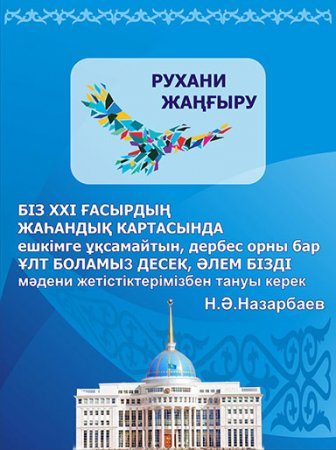 РУХАНИ
ЖАҢҒЫРУ
БІЗ XXI ҒАСЫРДЫҢ
ЖАҺАНДЫҚ КАРТАСЫНДА
ешкімге ұқсамайтын, дербес орны бар
ҰЛТ БОЛАМЫЗ ДЕСЕК, ӘЛЕМ БІЗДІ
мәдени жетістіктерімізбен тануы керек
Н.Ә.Назарбаев